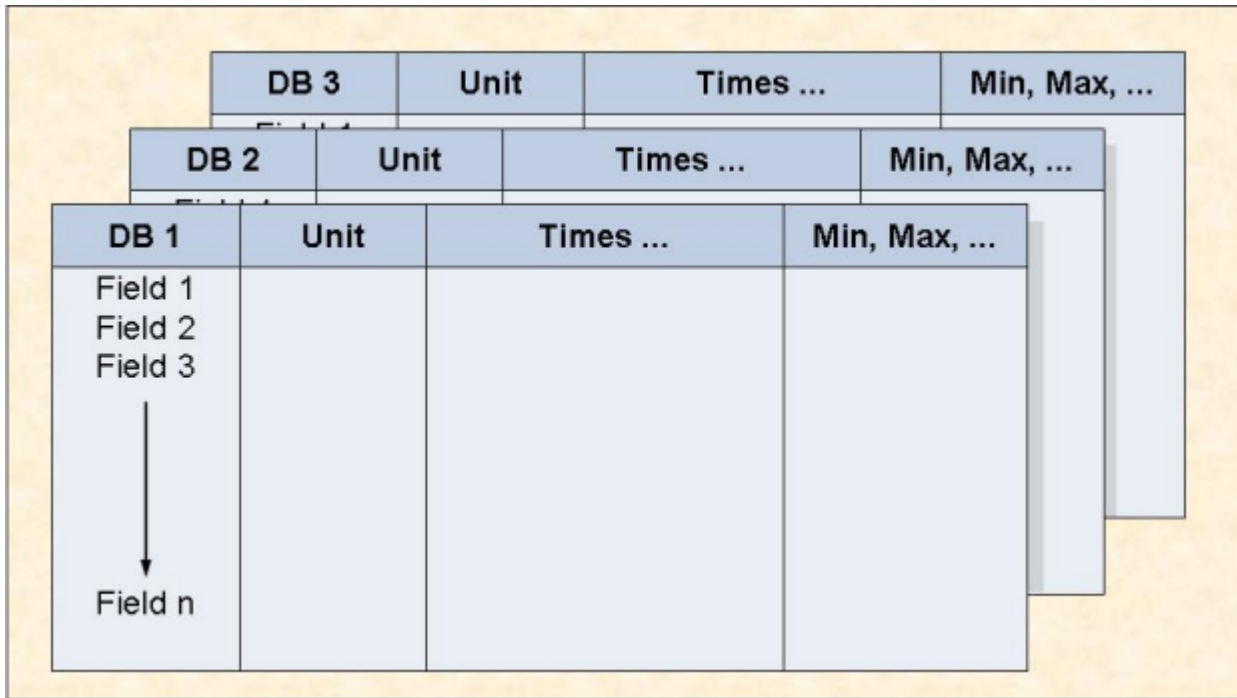 DB 3 Unit Times ... Min, Max, ...
DB 2 Unit Times ... Min, Max, ...
DB 1 Unit Times ... Min, Max, ...
Field 1
Field 2
Field 3
Field n